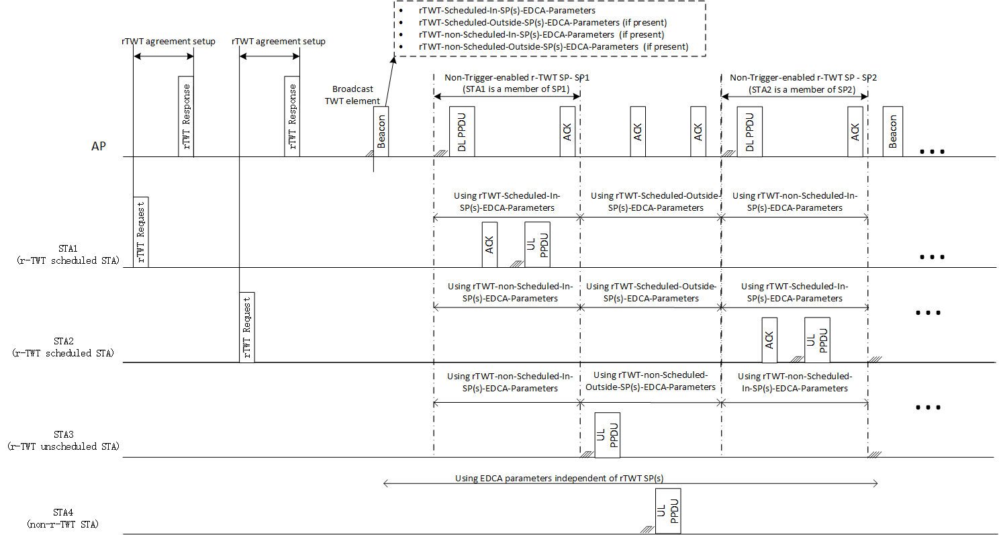 • rTWT-Scheduled-In-SP(s)-EDCA-Parameters
• rTWT-Scheduled-Outside-SP(s)-EDCA-Parameters (if present)
• rTWT-non-Scheduled-In-SP(s)-EDCA-Parameters (if present)
• rTWT-non-Scheduled-Outside-SP(s)-EDCA-Parameters (if present)
rTWT agreement setup
rTWT agreement setup
Broadcast
TWT element
Non-Trigger-enabled r-TWT SP- SP1
(STA1 is a member of SP1)
Non-Trigger-enabled r-TWT SP - SP2
(STA2 is a member of SP2)
AP
rTWT Response
rTWT Response
Beacon
DL PPDU
ACK
ACK
ACK
DL PPDU
ACK
Beacon
Using rTWT-Scheduled-In-
SP(s)-EDCA-Parameters
Using rTWT-Scheduled-Outside-
SP(s)-EDCA-Parameters
Using rTWT-non-Scheduled-In-
SP(s)-EDCA-Parameters
STA1
(r-TWT scheduled STA)
rTWT Request
ACK
UL
PPDU
Using rTWT-non-Scheduled-In-
SP(s)-EDCA-Parameters
Using rTWT-Scheduled-Outside-
SP(s)-EDCA-Parameters
Using rTWT-Scheduled-In-
SP(s)-EDCA-Parameters
STA2
(r-TWT scheduled STA)
rTWT Request
ACK
UL
PPDU
Using rTWT-non-Scheduled-In-
SP(s)-EDCA-Parameters
Using rTWT-non-Scheduled-
Outside-SP(s)-EDCA-Parameters
Using rTWT-non-Scheduled-
In-SP(s)-EDCA-Parameters
STA3
(r-TWT unscheduled STA)
UL
PPDU
Using EDCA parameters independent of rTWT SP(s)
STA4
(non-r-TWT STA)
UL
PPDU